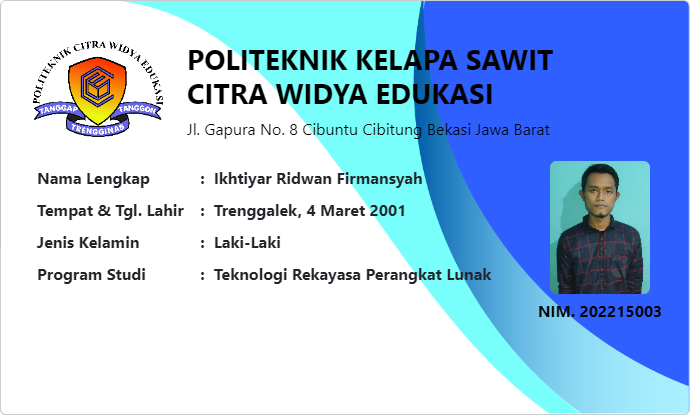 POLITEKNIK CITRA WIDYA EDUKASI
TANGGAP TANGGON
TRENGGINAS
POLITEKNIK KELAPA SAWIT
CITRA WIDYA EDUKASI
Jl. Gapura No. 8 Cibuntu Cibitung Bekasi Jawa Barat
Nama Lengkap : Ikhtiyar Ridwan Firmansyah
Tempat & Tgl. Lahir : Trenggalek, 4 Maret 2001
Jenis Kelamin : Laki-Laki
Program Studi : Teknologi Rekayasa Perangkat Lunak
NIM. 202215003